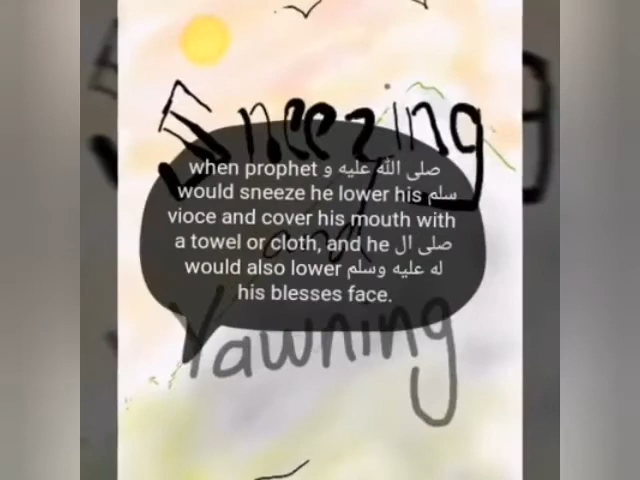 Sneezing
and
when prophet صلى الله عليه و
سلم would sneeze he lower his
vioce and cover his mouth with
a towel or cloth, and he صلى ال
له عليه وسلم would also lower
his blesses face.
Yawning